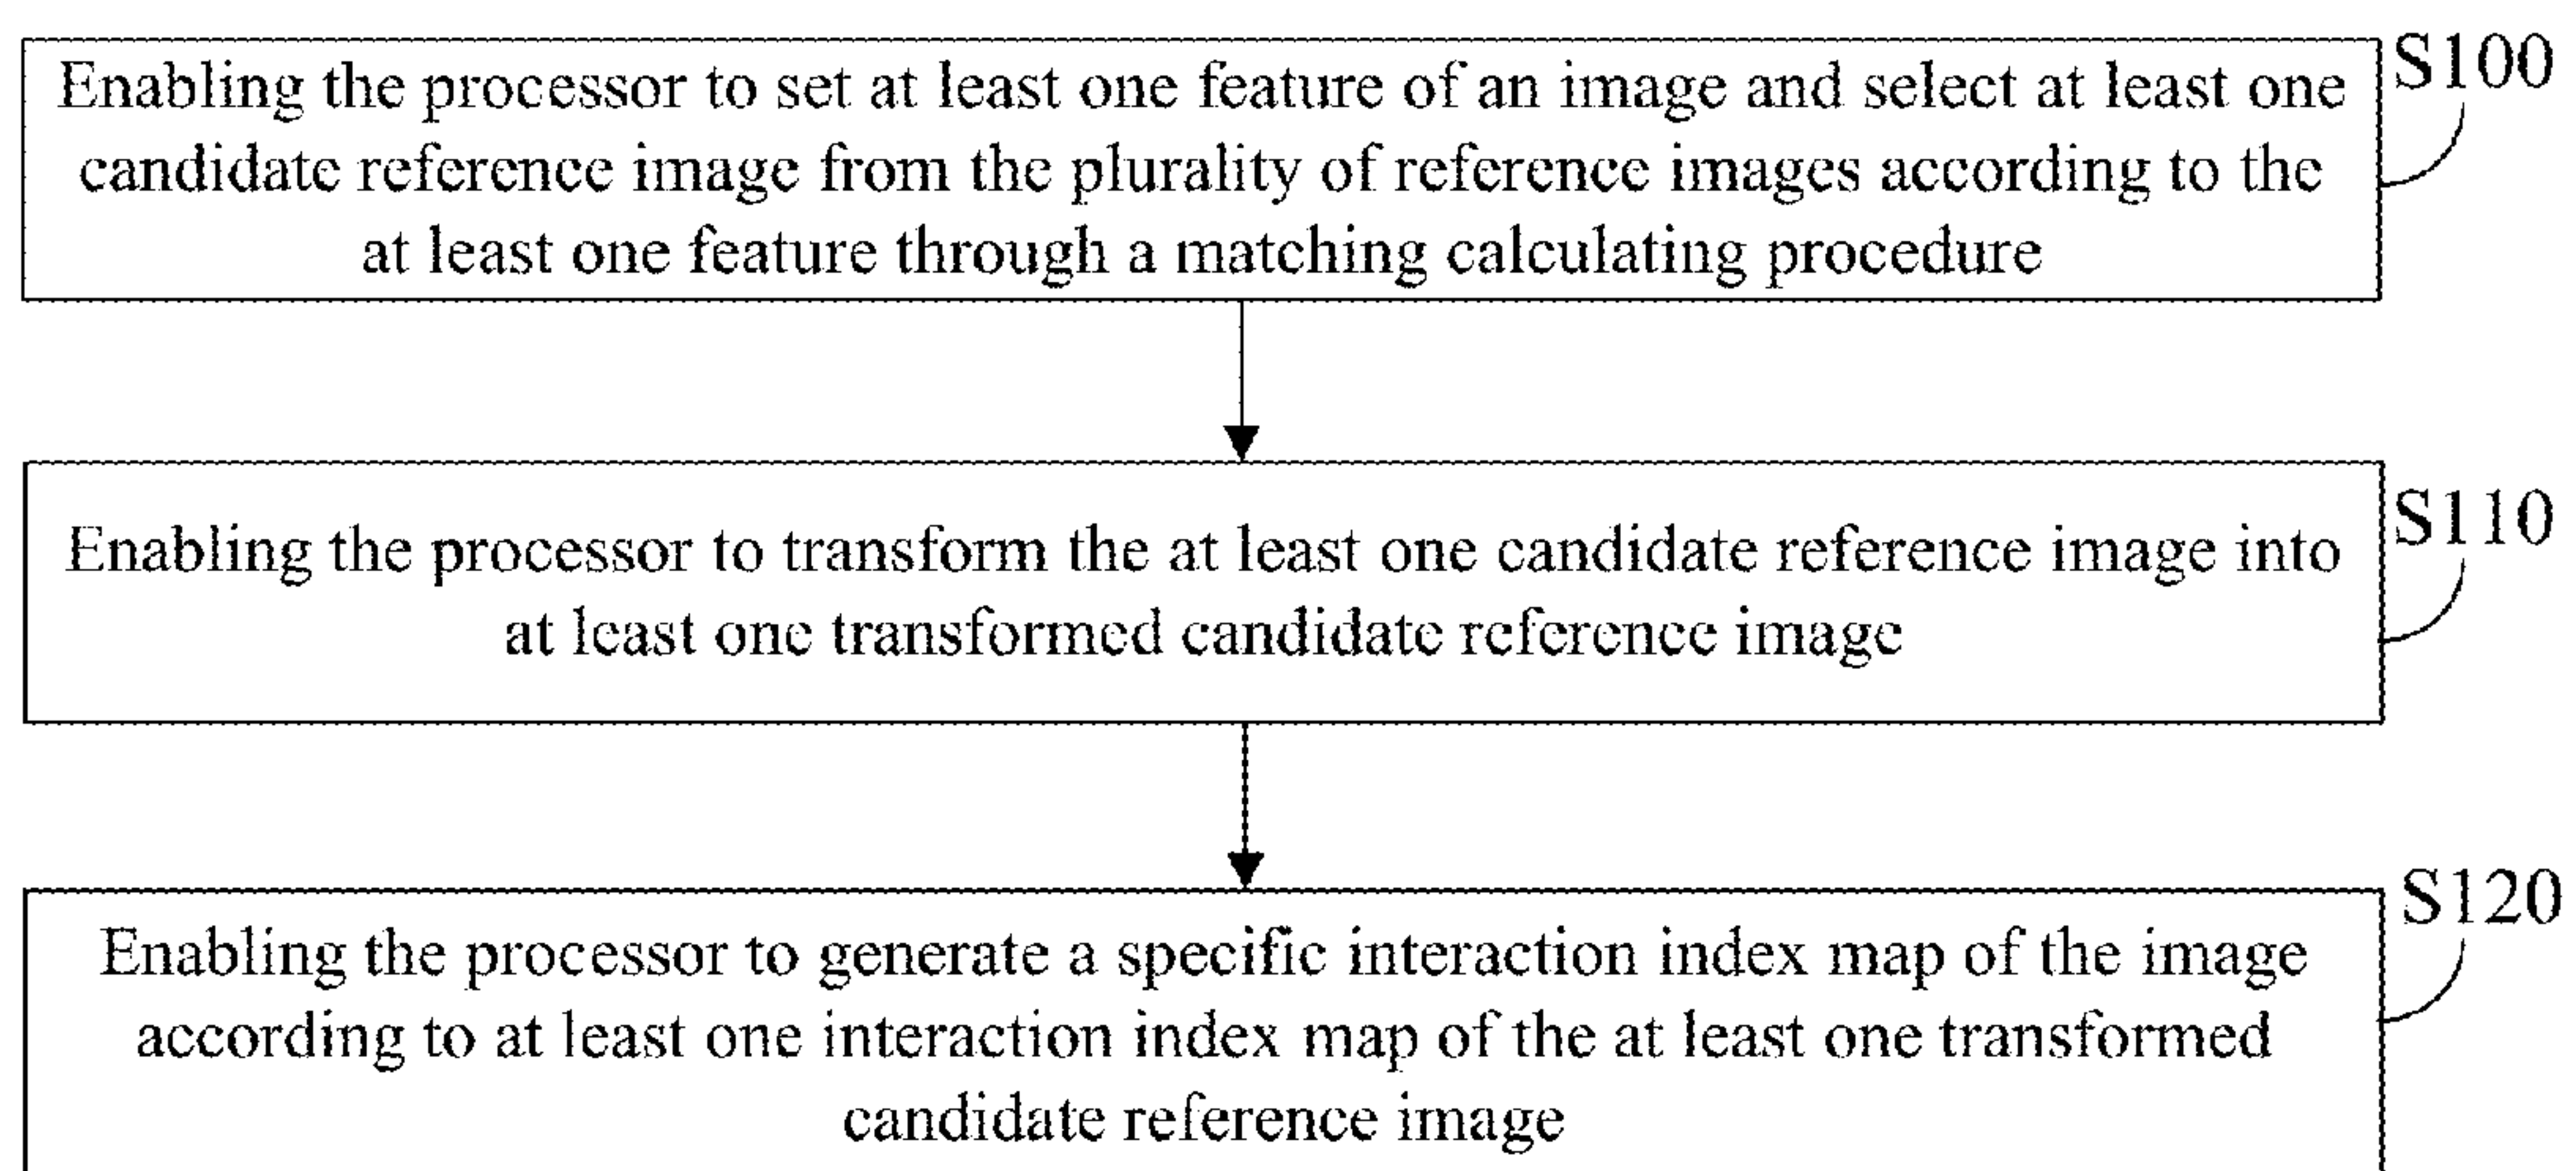 S100
Enabling the processor to set at least one feature of an image and select at least one
candidate reference image from the plurality of reference images according to the
at least one feature through a matching calculating procedure
S110
Enabling the processor to transform the at least one candidate reference image into
at least one transformed candidate reference image
S120
Enabling the processor to generate a specific interaction index map of the image
according to at least one interaction index map of the at least one transformed
candidate reference image